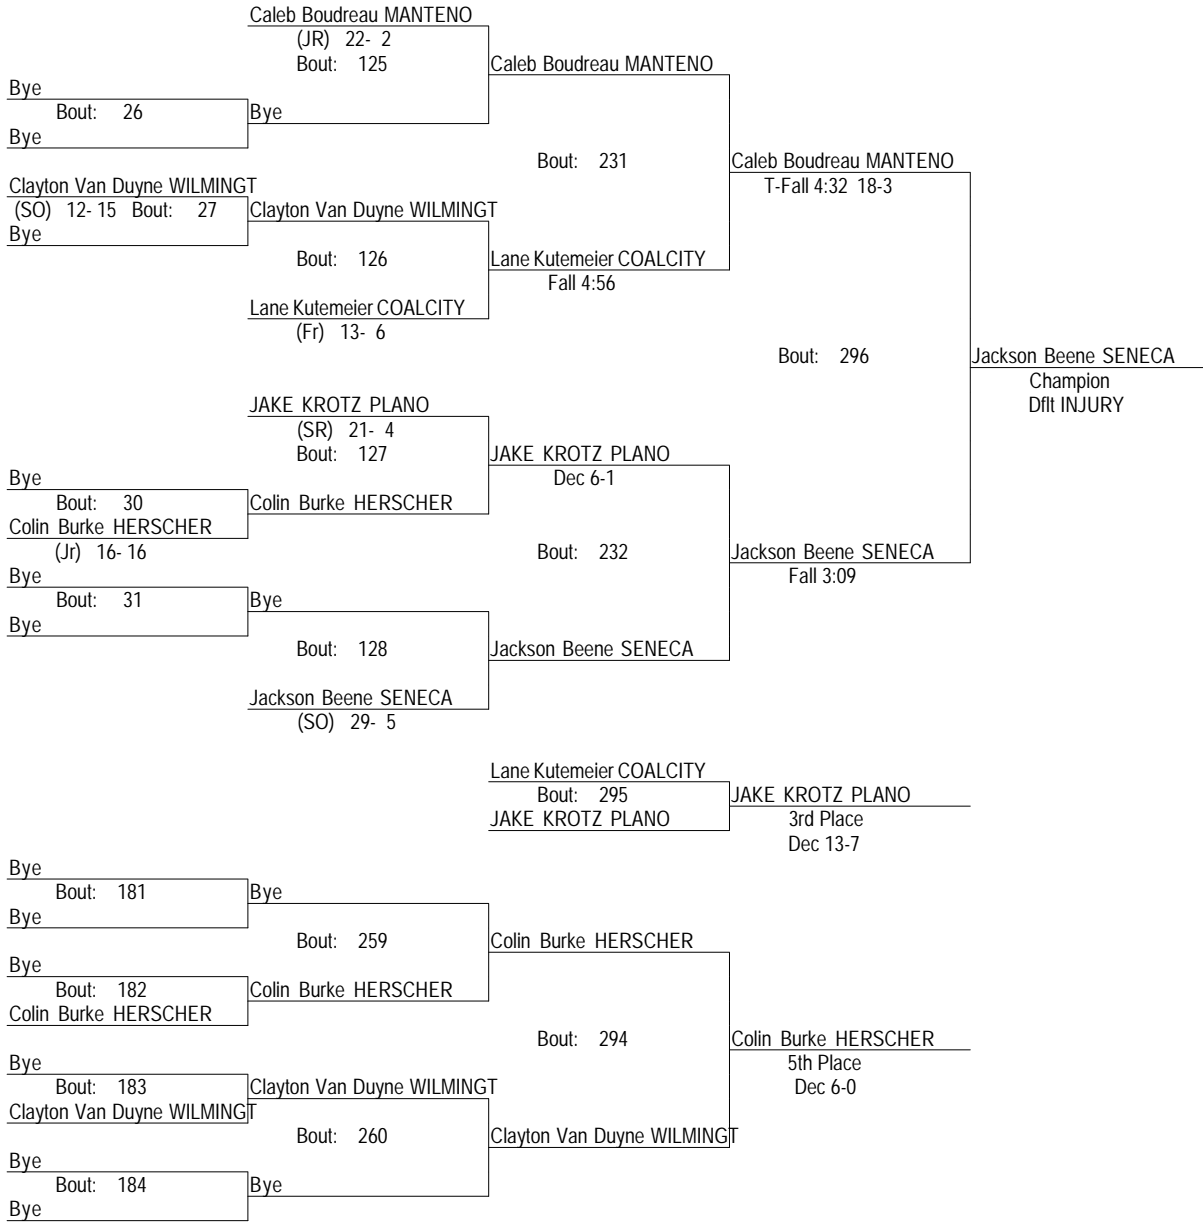 Caleb Boudreau MANTENO
(JR) 22- 2
Bout: 125
Caleb Boudreau MANTENO
Bye
Bout: 26
Bye
Bye
Bout: 231
Caleb Boudreau MANTENO
T-Fall 4:32 18-3
Clayton Van Duyne WILMINGT
(SO) 12- 15 Bout: 27
Clayton Van Duyne WILMINGT
Bye
Bout: 126
Lane Kutemeier COALCITY
Fall 4:56
Lane Kutemeier COALCITY
(Fr) 13- 6
Bout: 296
Jackson Beene SENECA
Champion
Dflt INJURY
JAKE KROTZ PLANO
(SR) 21- 4
Bout: 127
JAKE KROTZ PLANO
Dec 6-1
Bye
Bout: 30
Colin Burke HERSCHER
Colin Burke HERSCHER
(Jr) 16- 16
Bout: 232
Jackson Beene SENECA
Fall 3:09
Bye
Bout: 31
Bye
Bye
Bout: 128
Jackson Beene SENECA
Jackson Beene SENECA
(SO) 29- 5
Lane Kutemeier COALCITY
Bout: 295
JAKE KROTZ PLANO
JAKE KROTZ PLANO
3rd Place
Dec 13-7
Bye
Bout: 181
Bye
Bye
Bout: 259
Colin Burke HERSCHER
Bye
Bout: 182
Colin Burke HERSCHER
Colin Burke HERSCHER
Bout: 294
Colin Burke HERSCHER
5th Place
Dec 6-0
Bye
Bout: 183
Clayton Van Duyne WILMINGT
Clayton Van Duyne WILMINGT
Bout: 260
Clayton Van Duyne WILMINGT
Bye
Bout: 184
Bye
Bye